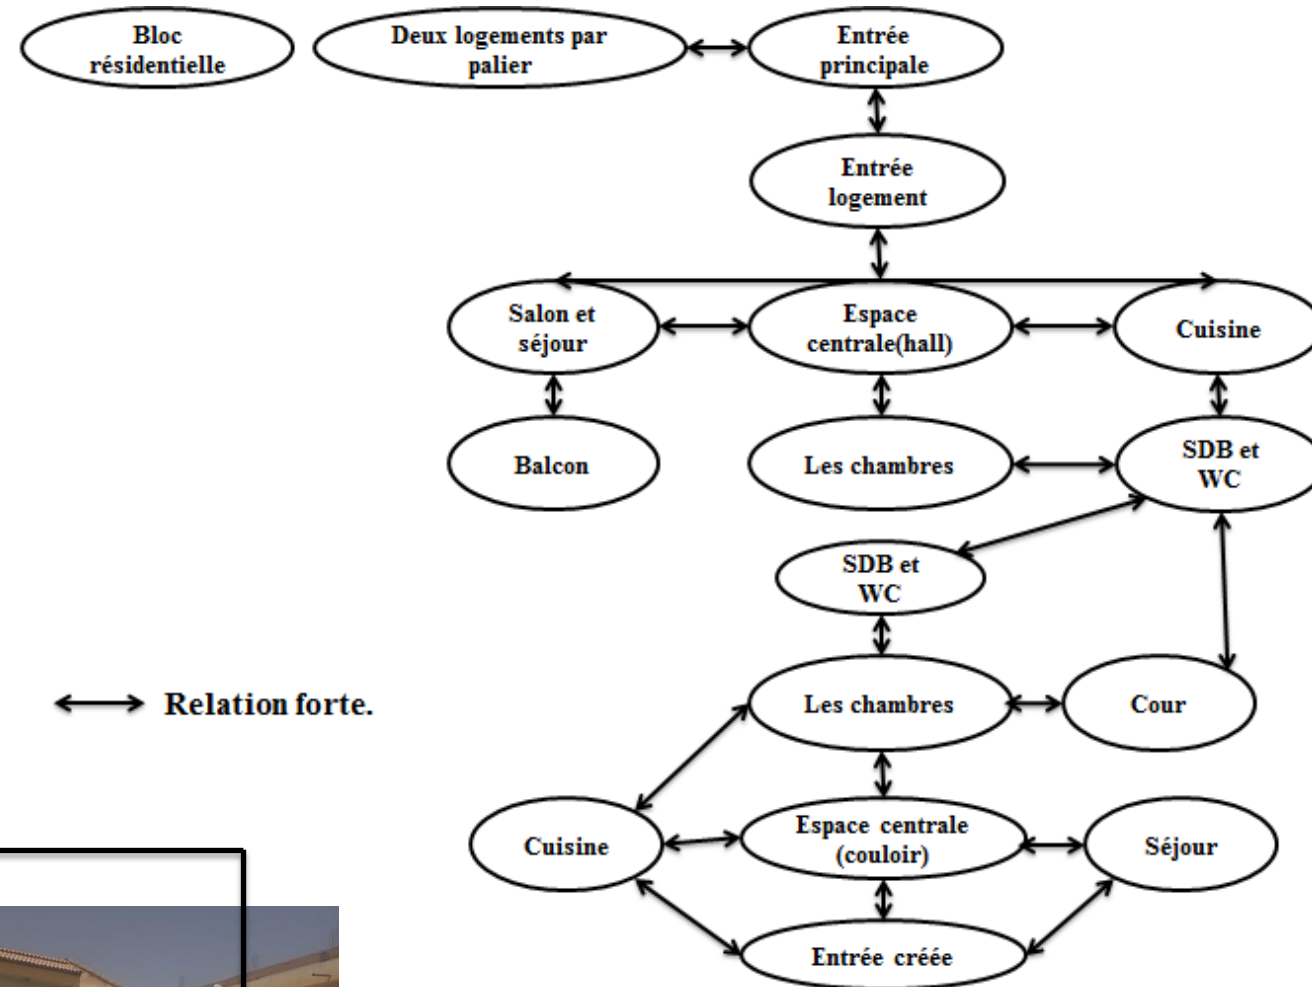 Bloc
résidentielle
Deux logements par
palier
Entrée
principale
Entrée
logement
Salon et
séjour
Espace
centrale(hall)
Cuisine
Balcon
Les chambres
SDB et
WC
SDB et
WC
Relation forte.
Les chambres
Cour
Cuisine
Espace centrale
(couloir)
Séjour
Entrée créée